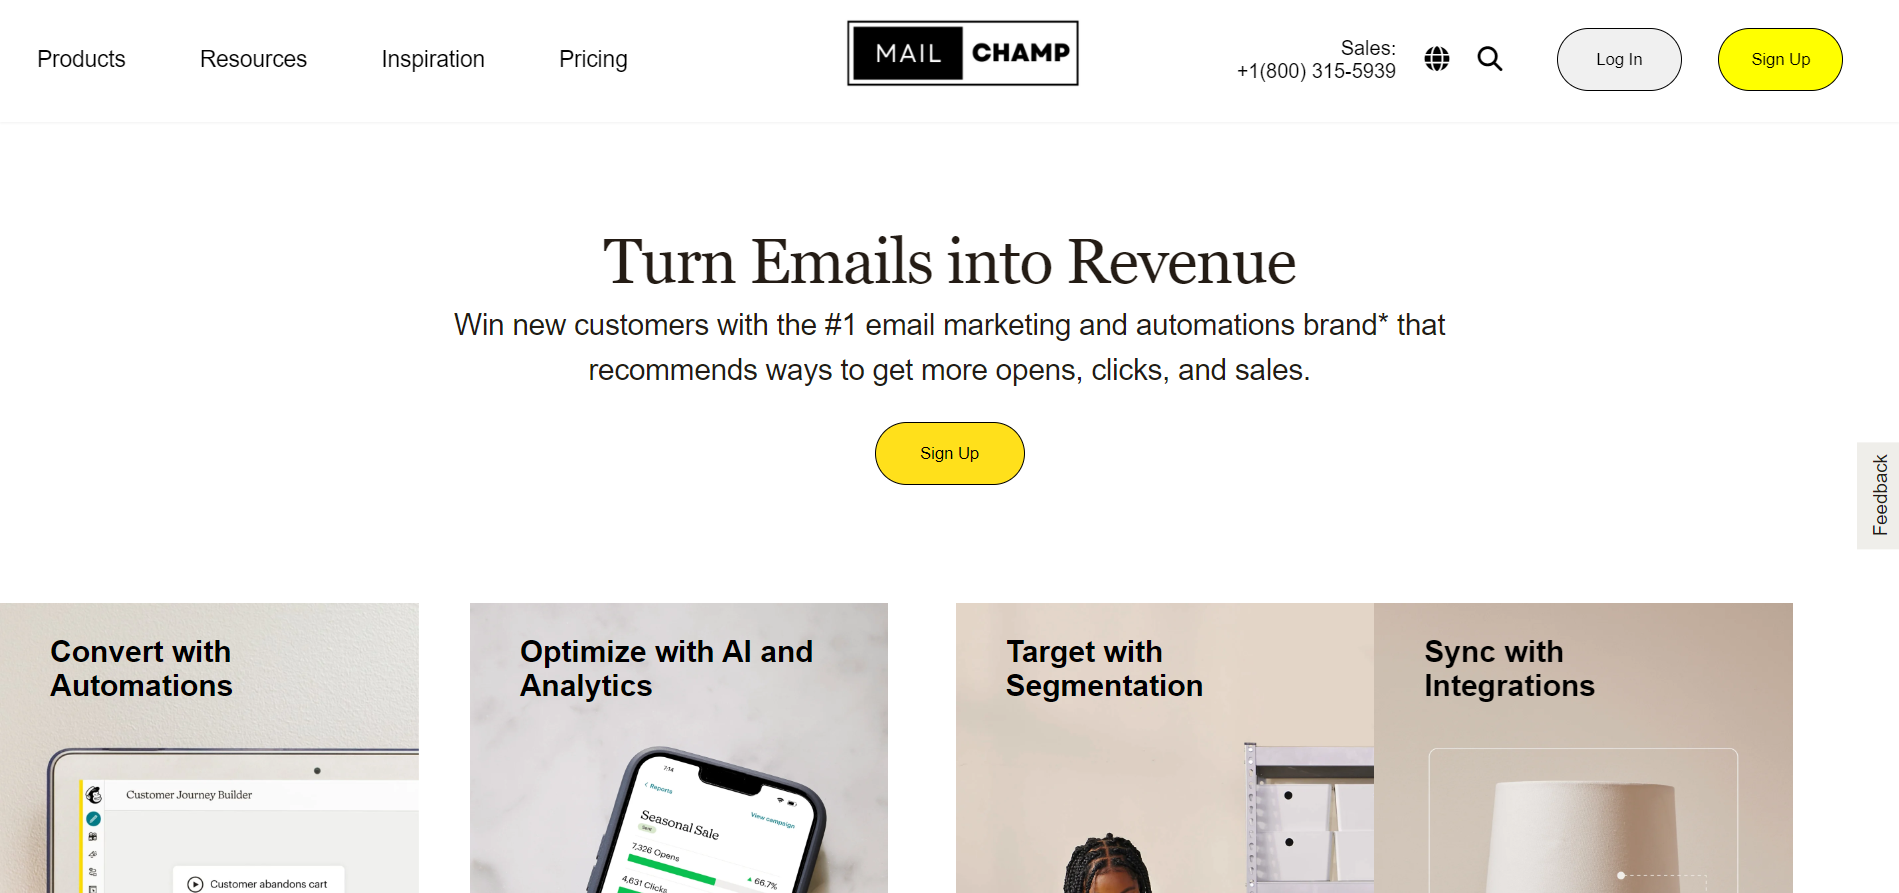 Products
Resources
Inspiration
Pricing
MAIL CHAMP
Sales:
+1(800) 315-5939
Log In
Sign Up
Turn Emails into Revenue
Win new customers with the #1 email marketing and automations brand* that
recommends ways to get more opens, clicks, and sales.
Sign Up
Feedback
Convert with
Automations
Customer Journey Builder
Customer abandons cart
Optimize with AI and
Analytics
7:14
Reports
View campaign
Seasonal Sale
Sent
7,326 Opens
66.7%
4,631 Clicks
Target with
Segmentation
Sync with
Integrations